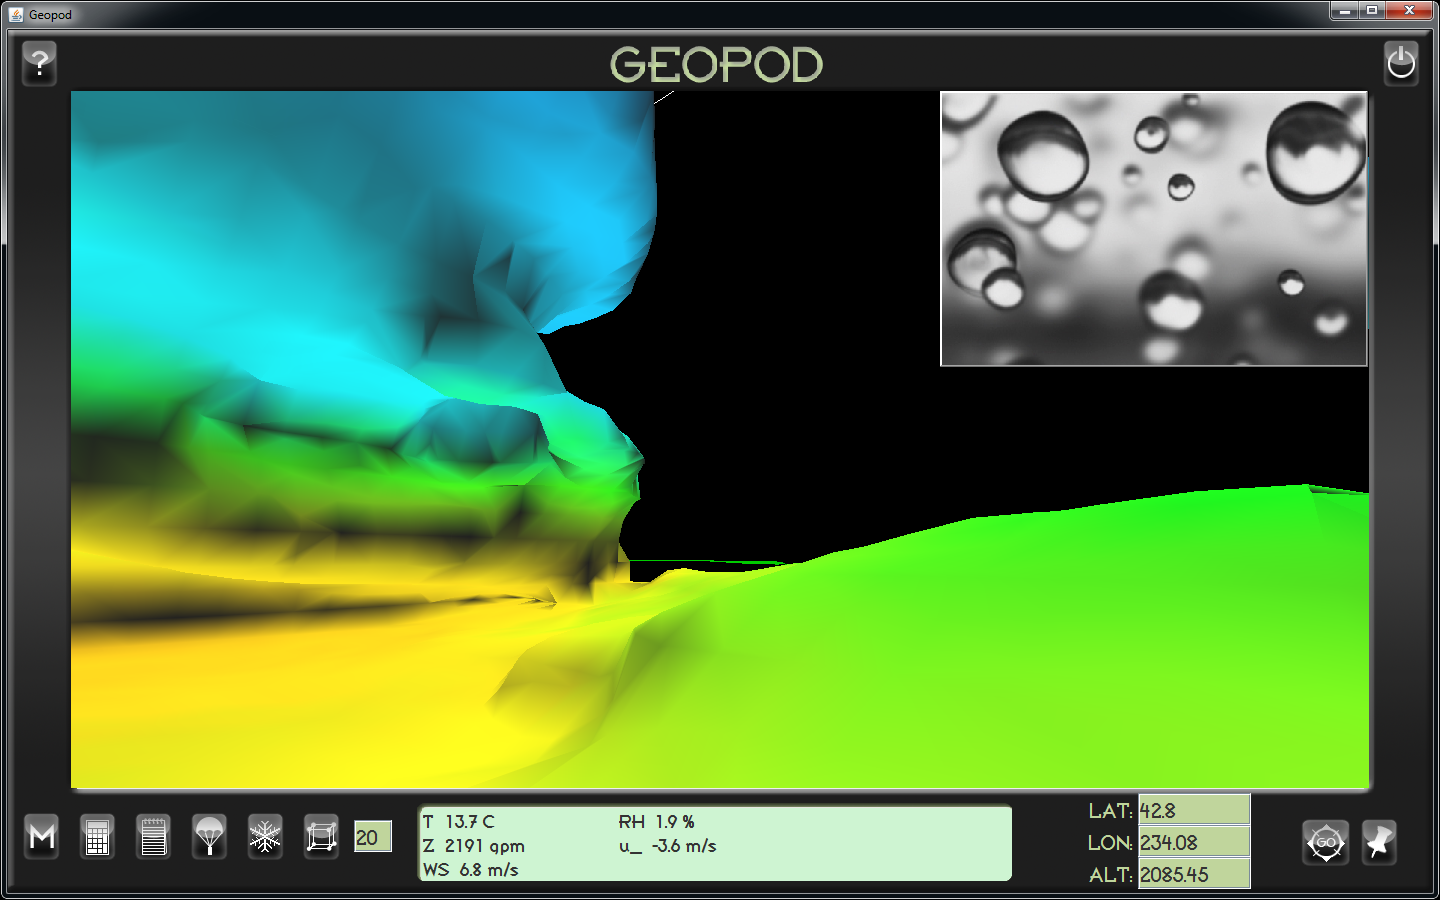 Geopod
?
GEOPOD
M
20
T 13.7 C
RH 1.9 %
Z 2191 gpm
u_ -3.6 m/s
WS 6.8 m/s
LAT: 42.8
LON: 234.08
ALT: 2085.45
GO